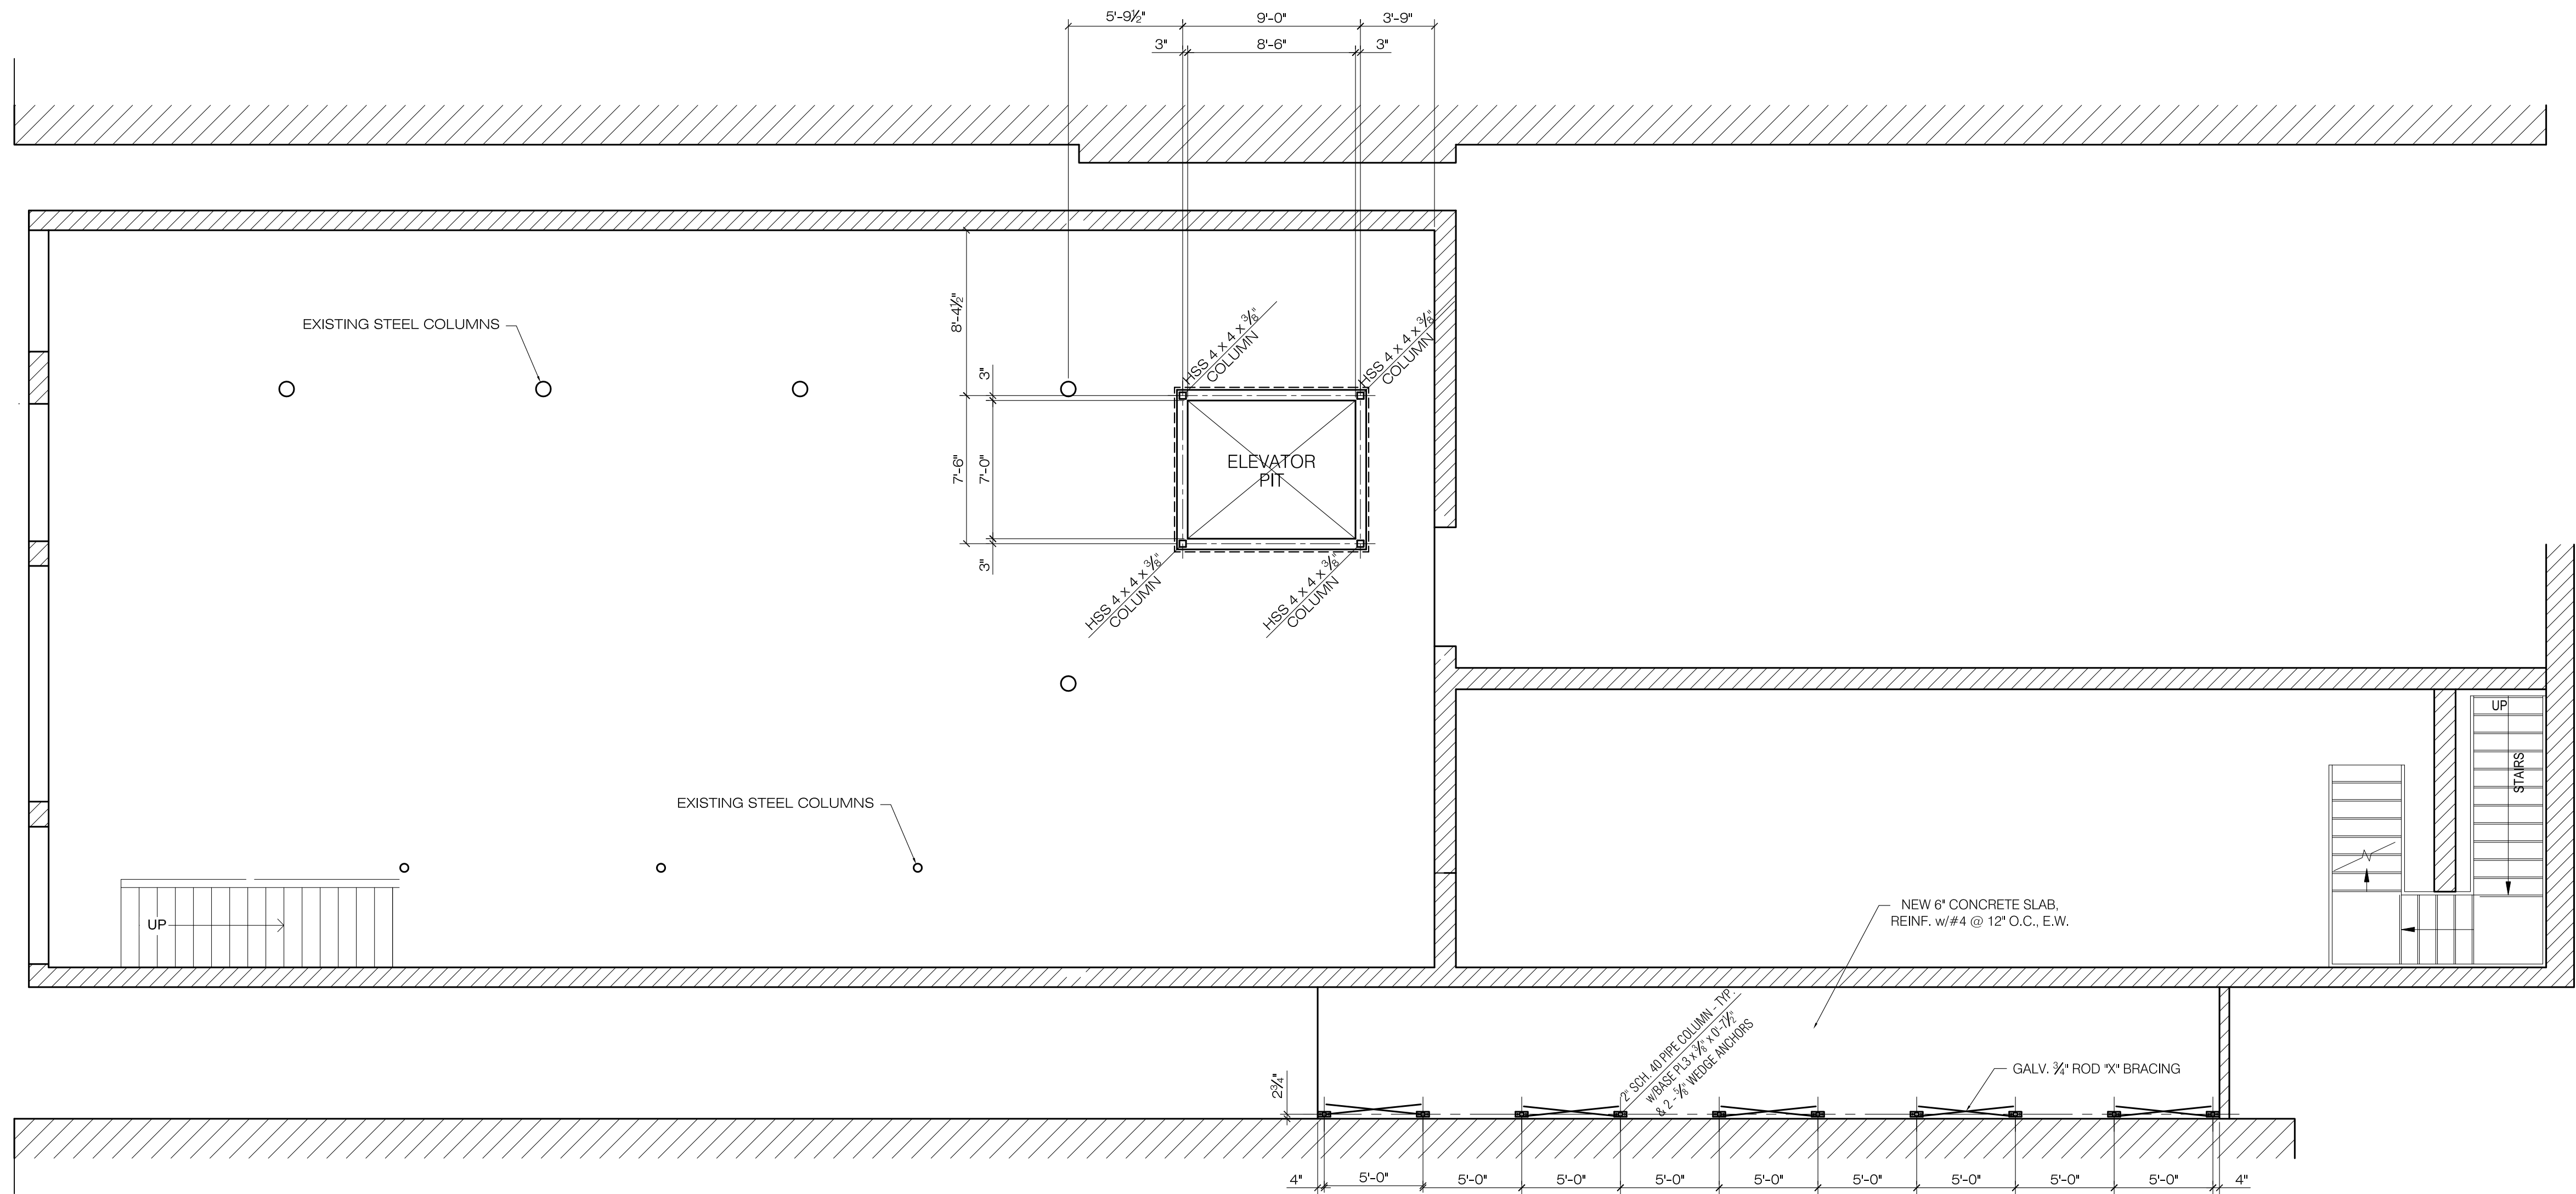 5'-9½"
9'-0"
3'-9"
3"
8'-6"
3"
8'-4½"
EXISTING STEEL COLUMNS
HSS 4 x 4 x ⅜"
COLUMN
HSS 4 x 4 x ⅜"
COLUMN
3"
7'-6"
7'-0"
ELEVATOR
PIT
3"
HSS 4 x 4 x ⅜"
COLUMN
HSS 4 x 4 x ⅜"
COLUMN
UP
STAIRS
EXISTING STEEL COLUMNS
UP
NEW 6" CONCRETE SLAB,
REINF. w/#4 @ 12" O.C., E.W.
2" SCH. 40 PIPE COLUMN - TYP.
w/BASE PL3 x ⅜" x 0'-7½"
& 2 - ⅝" WEDGE ANCHORS
GALV. ¾" ROD "X" BRACING
2¾"
4"
5'-0"
5'-0"
5'-0"
5'-0"
5'-0"
5'-0"
5'-0"
5'-0"
5'-0"
4"